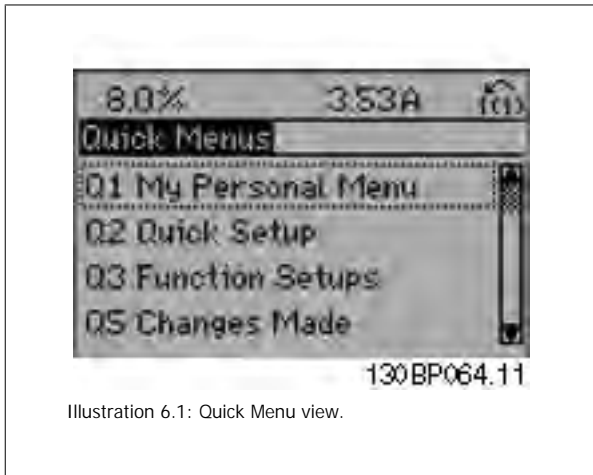 8.0% 3.53A (1)
Quick Menus
Q1 My Personal Menu
Q2 Quick Setup
Q3 Function Setups
Q5 Changes Made
130BP064.11
Illustration 6.1: Quick Menu view.